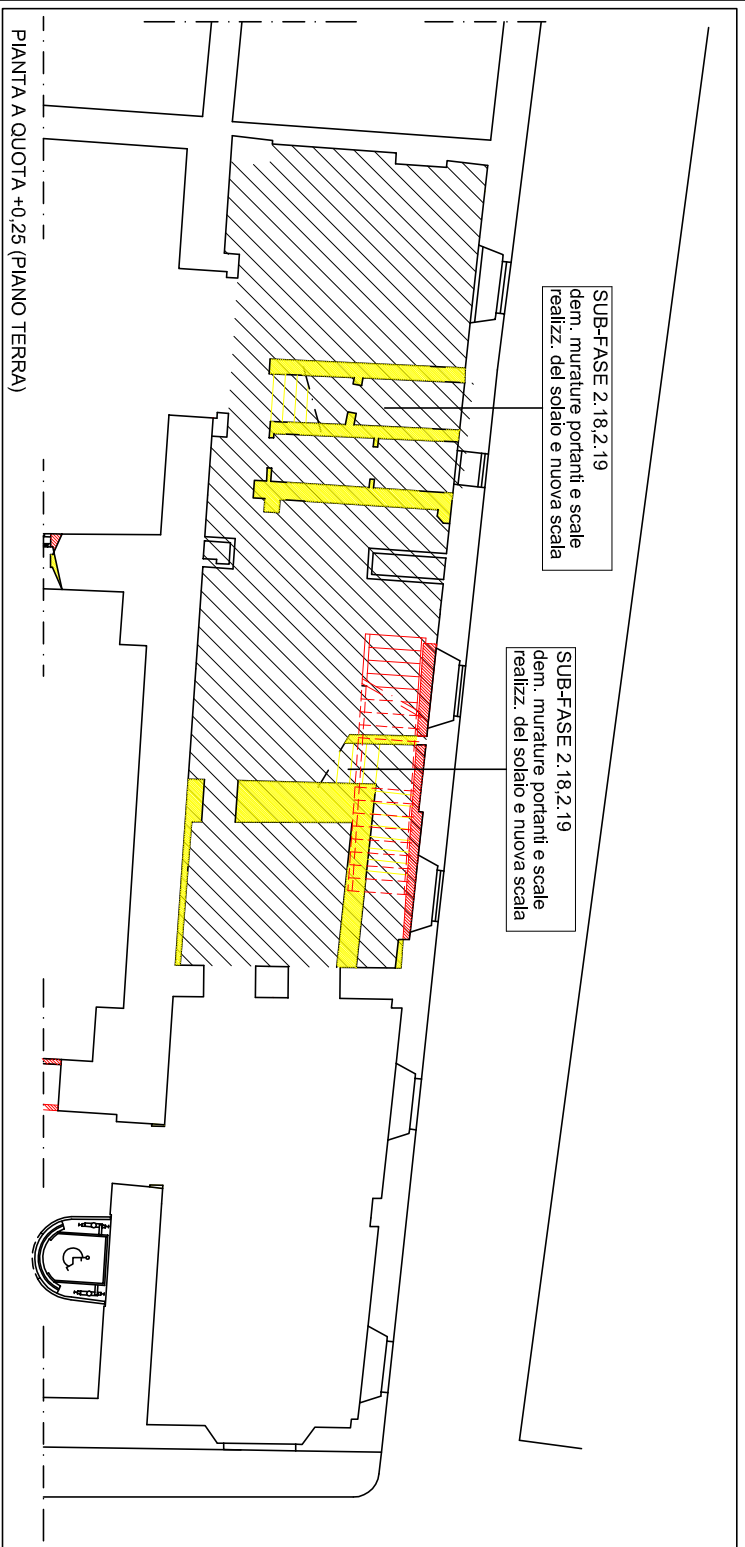 SUB-FASE 2.18,2.19
dem. murature portanti e scale
realizz. del solaio e nuova scala
SUB-FASE 2.18,2.19
dem. murature portanti e scale
realizz. del solaio e nuova scala
PIANTA A QUOTA +0,25 (PIANO TERRA)